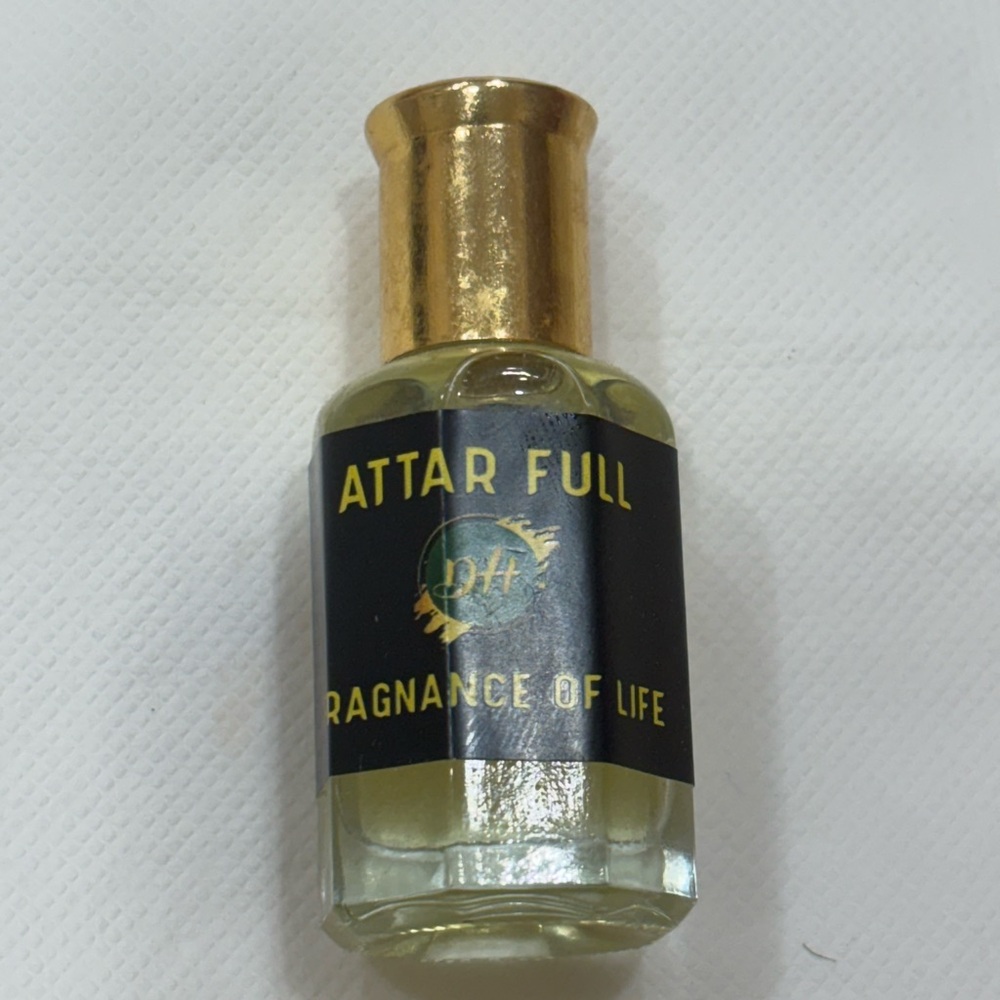 ATTAR FULL
DH
RAGNANCE OF LIFE